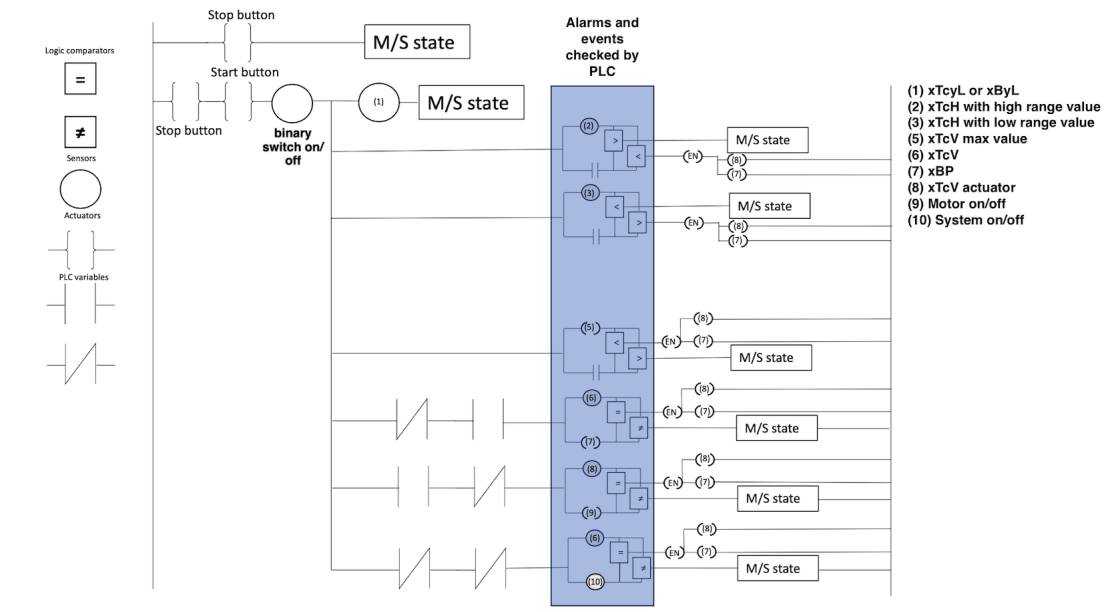 Stop button
M/S state
Alarms and
events
checked by
PLC
Logic comparators
=
≠
Sensors
Actuators
PLC variables
Start button
Stop button
binary
switch on/
off
(1)
M/S state
(1) xTcyL or xByL
(2) xTcH with high range value
(3) xTcH with low range value
(5) xTcV max value
(6) xTcV
(7) xBP
(8) xTcV actuator
(9) Motor on/off
(10) System on/off
(2)
>
<
M/S state
EN
(8)
(7)
(3)
<
>
M/S state
EN
(8)
(7)
(5)
<
>
EN
(8)
(7)
M/S state
(6)
=
≠
(7)
EN
(8)
(7)
M/S state
(8)
=
≠
(9)
EN
(8)
(7)
M/S state
(6)
=
≠
(10)
EN
(8)
(7)
M/S state